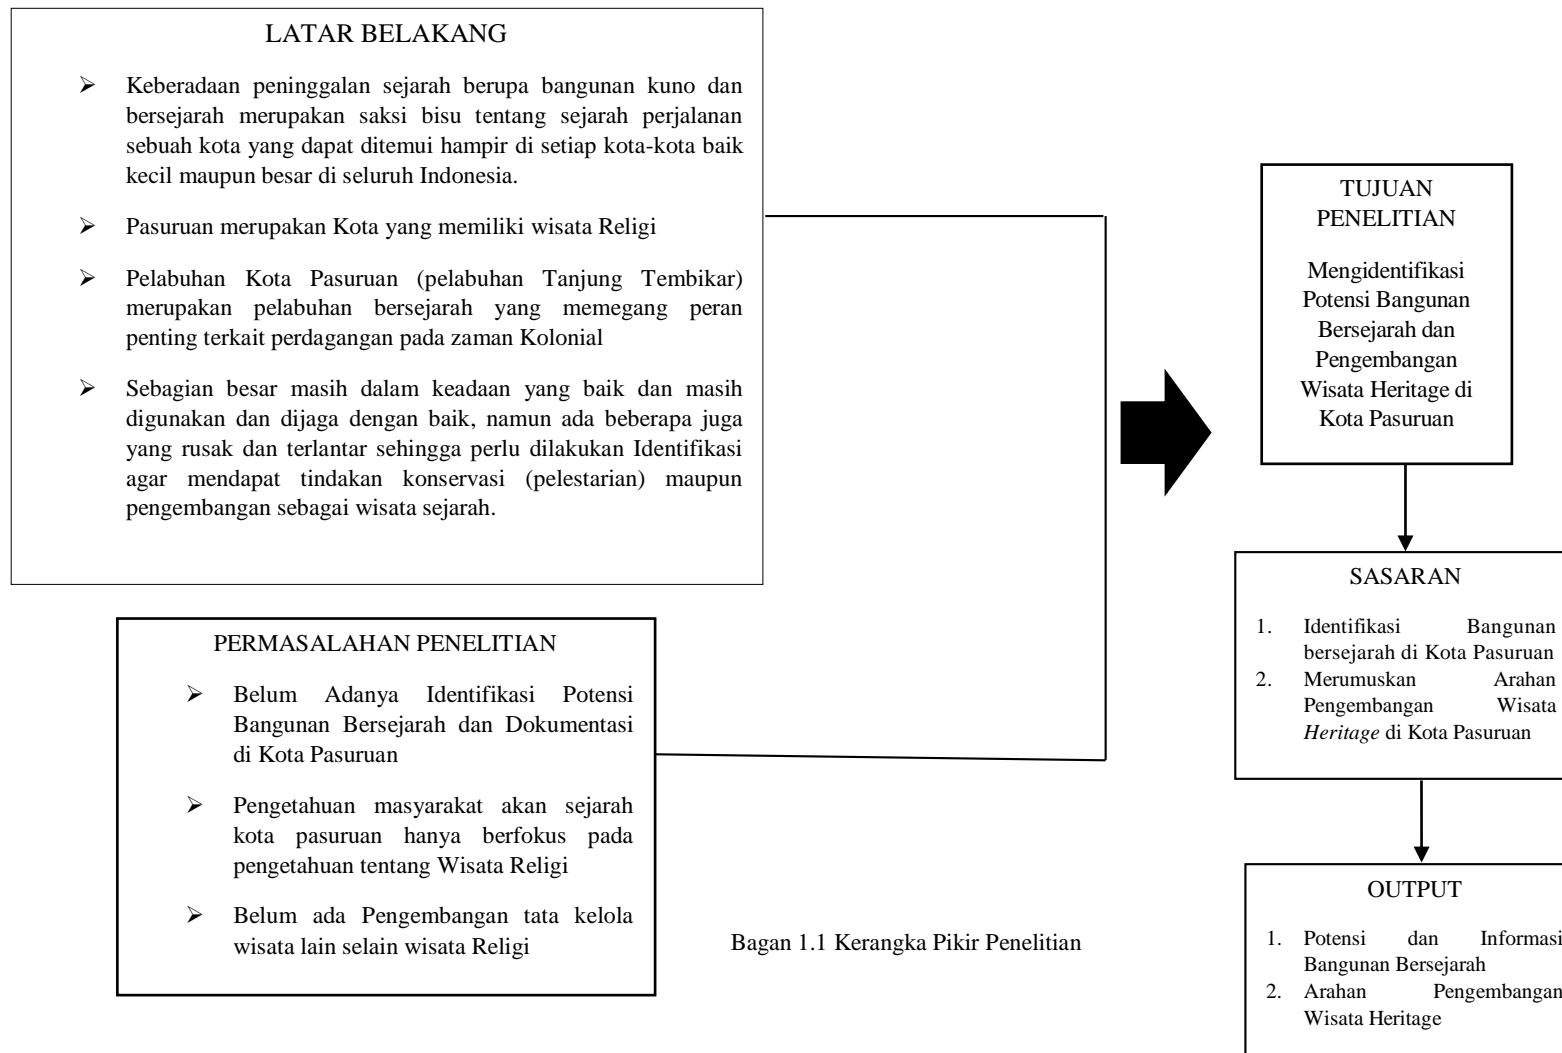 LATAR BELAKANG
➢ Keberadaan peninggalan sejarah berupa bangunan kuno dan
bersejarah merupakan saksi bisu tentang sejarah perjalanan
sebuah kota yang dapat ditemui hampir di setiap kota-kota baik
kecil maupun besar di seluruh Indonesia.
➢ Pasuruan merupakan Kota yang memiliki wisata Religi
➢ Pelabuhan Kota Pasuruan (pelabuhan Tanjung Tembikar)
merupakan pelabuhan bersejarah yang memegang peran
penting terkait perdagangan pada zaman Kolonial
➢ Sebagian besar masih dalam keadaan yang baik dan masih
digunakan dan dijaga dengan baik, namun ada beberapa juga
yang rusak dan terlantar sehingga perlu dilakukan Identifikasi
agar mendapat tindakan konservasi (pelestarian) maupun
pengembangan sebagai wisata sejarah.
PERMASALAHAN PENELITIAN
➢ Belum Adanya Identifikasi Potensi
Bangunan Bersejarah dan Dokumentasi
di Kota Pasuruan
➢ Pengetahuan masyarakat akan sejarah
kota pasuruan hanya berfokus pada
pengetahuan tentang Wisata Religi
➢ Belum ada Pengembangan tata kelola
wisata lain selain wisata Religi
TUJUAN
PENELITIAN
Mengidentifikasi
Potensi Bangunan
Bersejarah dan
Pengembangan
Wisata Heritage di
Kota Pasuruan
SASARAN
1. Identifikasi Bangunan
bersejarah di Kota Pasuruan
2. Merumuskan Arahan
Pengembangan Wisata
Heritage di Kota Pasuruan
OUTPUT
1. Potensi dan Informasi
Bangunan Bersejarah
2. Arahan Pengembangan
Wisata Heritage
Bagan 1.1 Kerangka Pikir Penelitian